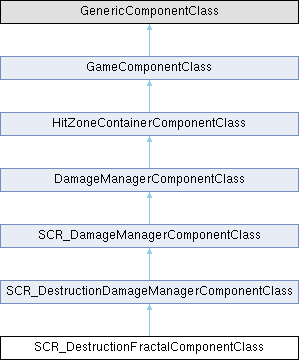 GenericComponentClass
GameComponentClass
HitZoneContainerComponentClass
DamageManagerComponentClass
SCR_DamageManagerComponentClass
SCR_DestructionDamageManagerComponentClass
SCR_DestructionFractalComponentClass